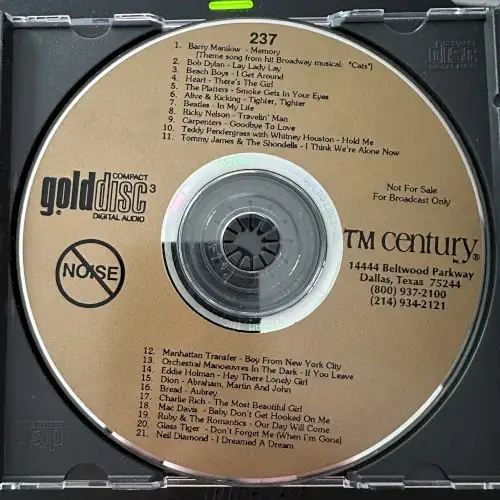 237
1. Barry Manilow - Memory
[Theme song from hit Broadway musical: "Cats"]
2. Bob Dylan - Lay Lady Lay
3. Beach Boys - I Get Around
4. Heart - There's The Girl
5. The Platters - Smoke Gets In Your Eyes
6. Alive & Kicking - Tighter, Tighter
7. Beatles - In My Life
8. Ricky Nelson - Travelin' Man
9. Carpenters - Goodbye To Love
10. Teddy Pendergrass with Whitney Houston - Hold Me
11. Tommy James & The Shondells - I Think We're Alone Now
COMPACT
golddisc3
DIGITAL AUDIO
NOISE
Not For Sale
For Broadcast Only
TM century
inc.
®
14444 Beltwood Parkway
Dallas, Texas 75244
(800) 937-2100
(214) 934-2121
12. Manhattan Transfer - Boy From New York City
13. Orchestral Manoeuvres In The Dark - If You Leave
14. Eddie Holman - Hey There Lonely Girl
15. Dion - Abraham, Martin And John
16. Bread - Aubrey
17. Charlie Rich - The Most Beautiful Girl
18. Mac Davis - Baby Don't Get Hooked On Me
19. Ruby & The Romantics - Our Day Will Come
20. Glass Tiger - Don't Forget Me (When I'm Gone)
21. Neil Diamond - I Dreamed A Dream
disc